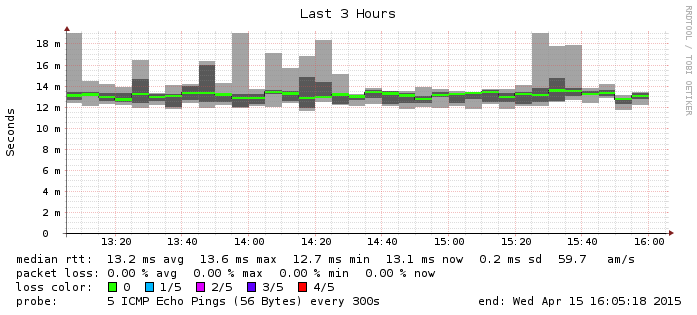 Last 3 Hours
RRDTOOL / TOBI OETIKER
Seconds
18 m
16 m
14 m
12 m
10 m
8 m
6 m
4 m
2 m
0
13:20 13:40 14:00 14:20 14:40 15:00 15:20 15:40 16:00
median rtt: 13.2 ms avg 13.6 ms max 12.7 ms min 13.1 ms now 0.2 ms sd 59.7 am/s
packet loss: 0.00 % avg 0.00 % max 0.00 % min 0.00 % now
loss color: 0 1/5 2/5 3/5 4/5
probe: 5 ICMP Echo Pings (56 Bytes) every 300s end: Wed Apr 15 16:05:18 2015